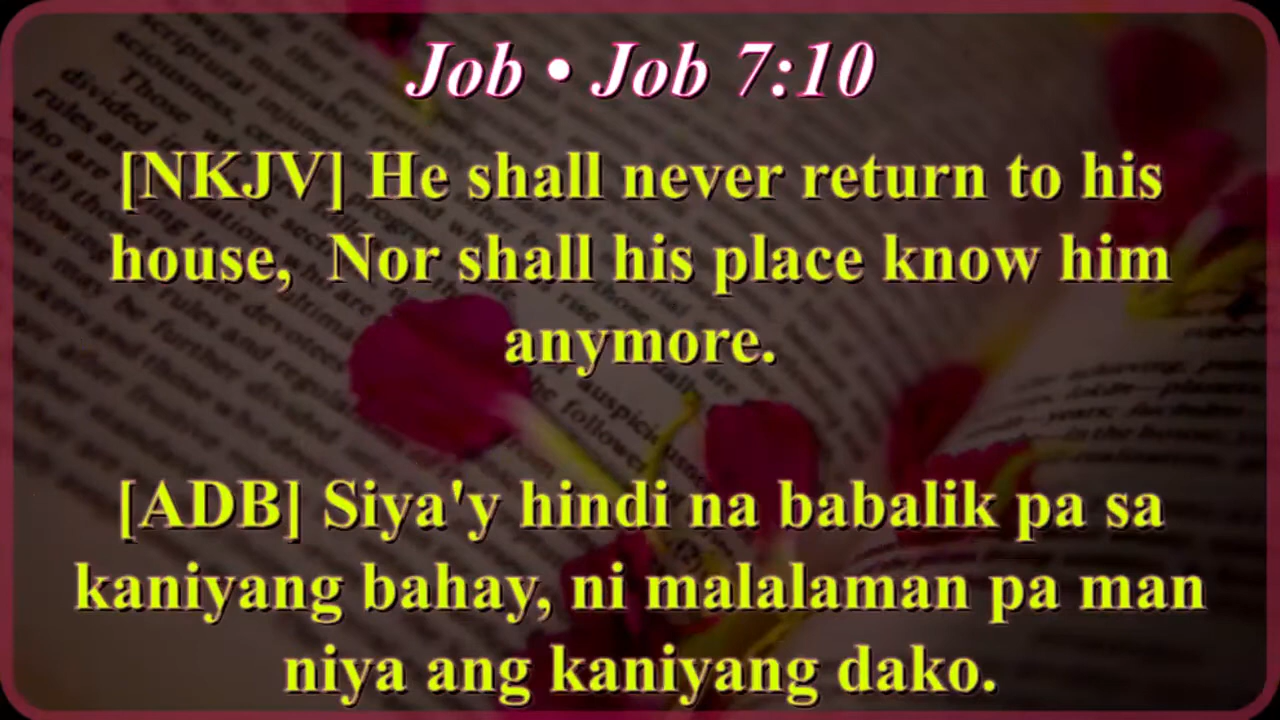 Job • Job 7:10
[NKJV] He shall never return to his
house,  Nor shall his place know him
anymore.
[ADB] Siya'y hindi na babalik pa sa
kaniyang bahay, ni malalaman pa man
niya ang kaniyang dako.